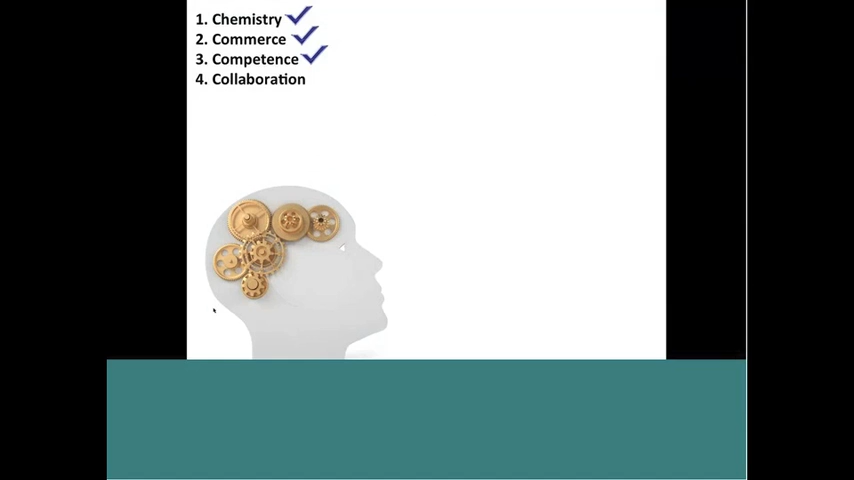 1. Chemistry
2. Commerce
3. Competence
4. Collaboration